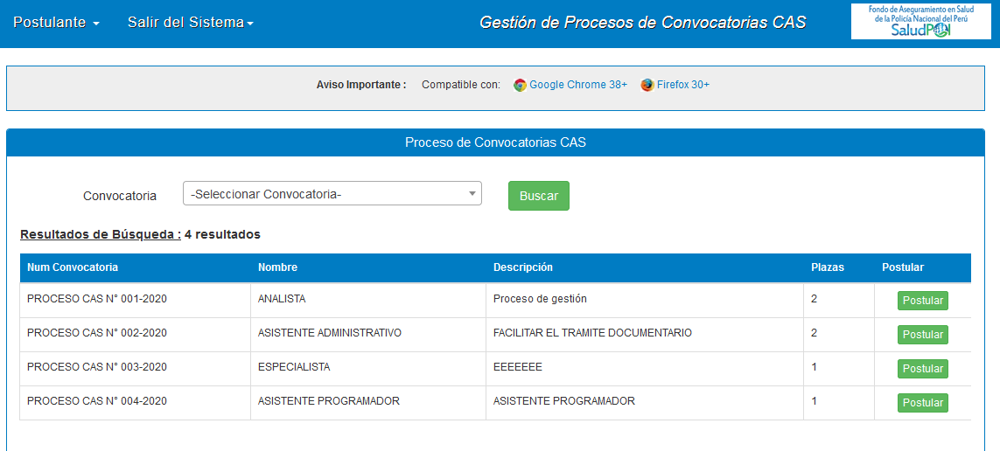 Postulante Salir del Sistema Gestión de Procesos de Convocatorias CAS
Fondo de Aseguramiento en Salud
de la Policía Nacional del Perú
SaludPol
Aviso Importante : Compatible con: Google Chrome 38+ Firefox 30+
Proceso de Convocatorias CAS
Convocatoria -Seleccionar Convocatoria- Buscar
Resultados de Búsqueda : 4 resultados
Num Convocatoria Nombre Descripción Plazas Postular
PROCESO CAS N° 001-2020 ANALISTA Proceso de gestión 2 Postular
PROCESO CAS N° 002-2020 ASISTENTE ADMINISTRATIVO FACILITAR EL TRAMITE DOCUMENTARIO 2 Postular
PROCESO CAS N° 003-2020 ESPECIALISTA EEEEEEE 1 Postular
PROCESO CAS N° 004-2020 ASISTENTE PROGRAMADOR ASISTENTE PROGRAMADOR 1 Postular